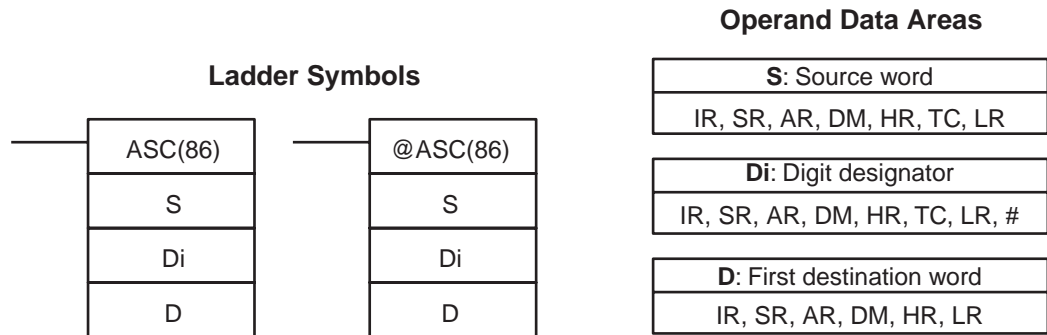 Ladder Symbols
ASC(86)
S
Di
D
@ASC(86)
S
Di
D
Operand Data Areas
S: Source word
IR, SR, AR, DM, HR, TC, LR
Di: Digit designator
IR, SR, AR, DM, HR, TC, LR, #
D: First destination word
IR, SR, AR, DM, HR, LR